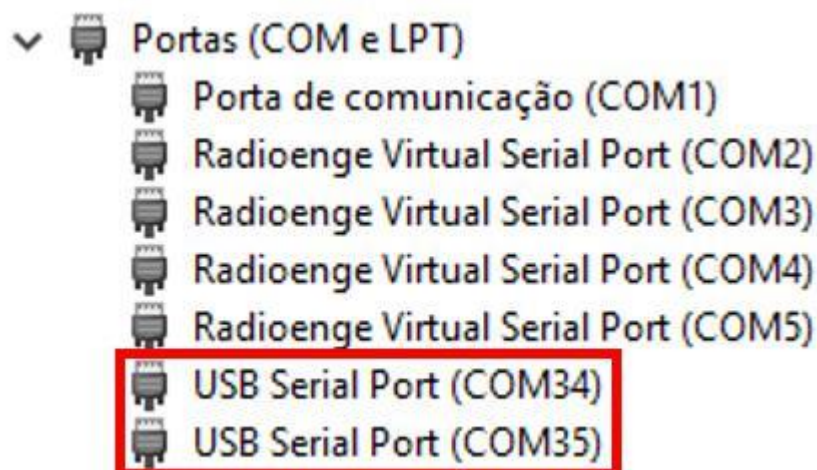 Portas (COM e LPT)
Porta de comunicação (COM1)
Radioenge Virtual Serial Port (COM2)
Radioenge Virtual Serial Port (COM3)
Radioenge Virtual Serial Port (COM4)
Radioenge Virtual Serial Port (COM5)
USB Serial Port (COM34)
USB Serial Port (COM35)